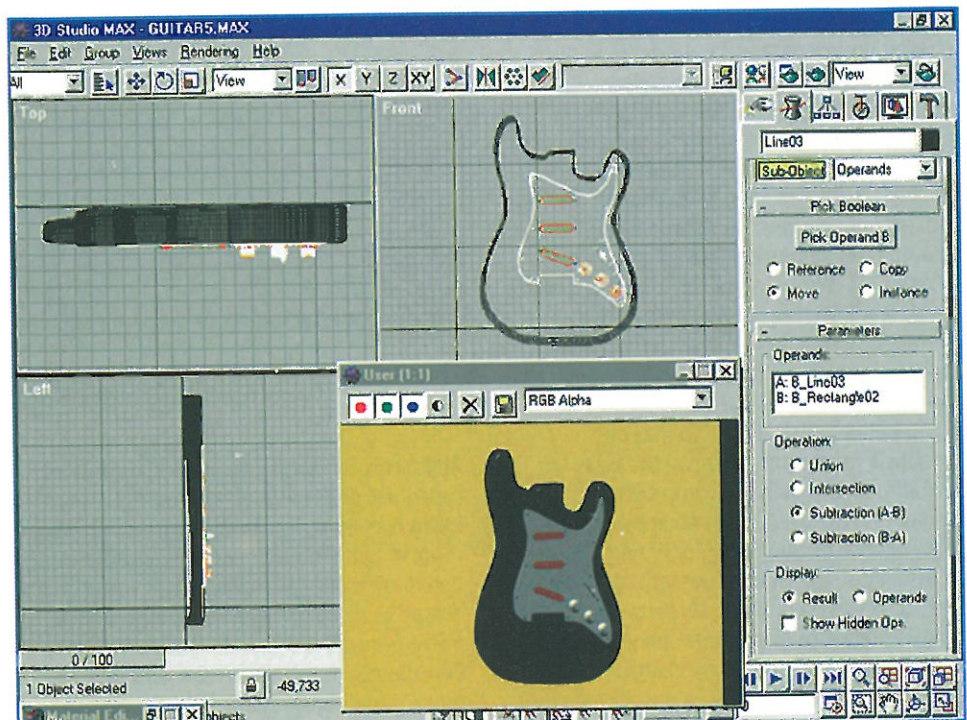 3D Studio MAX - GUITAR5.MAX
File Edit Group Views Rendering Help
All
View
X Y Z XY
View
Top
Front
Left
Line03
Sub-Object
Operands
Pick Boolean
Pick Operand B
Reference
Copy
Move
Instance
Parameters
Operands:
A: B_Line03
B: B_Rectangle02
Operation:
Union
Intersection
Subtraction (A-B)
Subtraction (B-A)
Display:
Result
Operands
Show Hidden Ops.
User (1:1)
RGB Alpha
0 / 100
1 Object Selected
-49,733
Material Edi...
objects